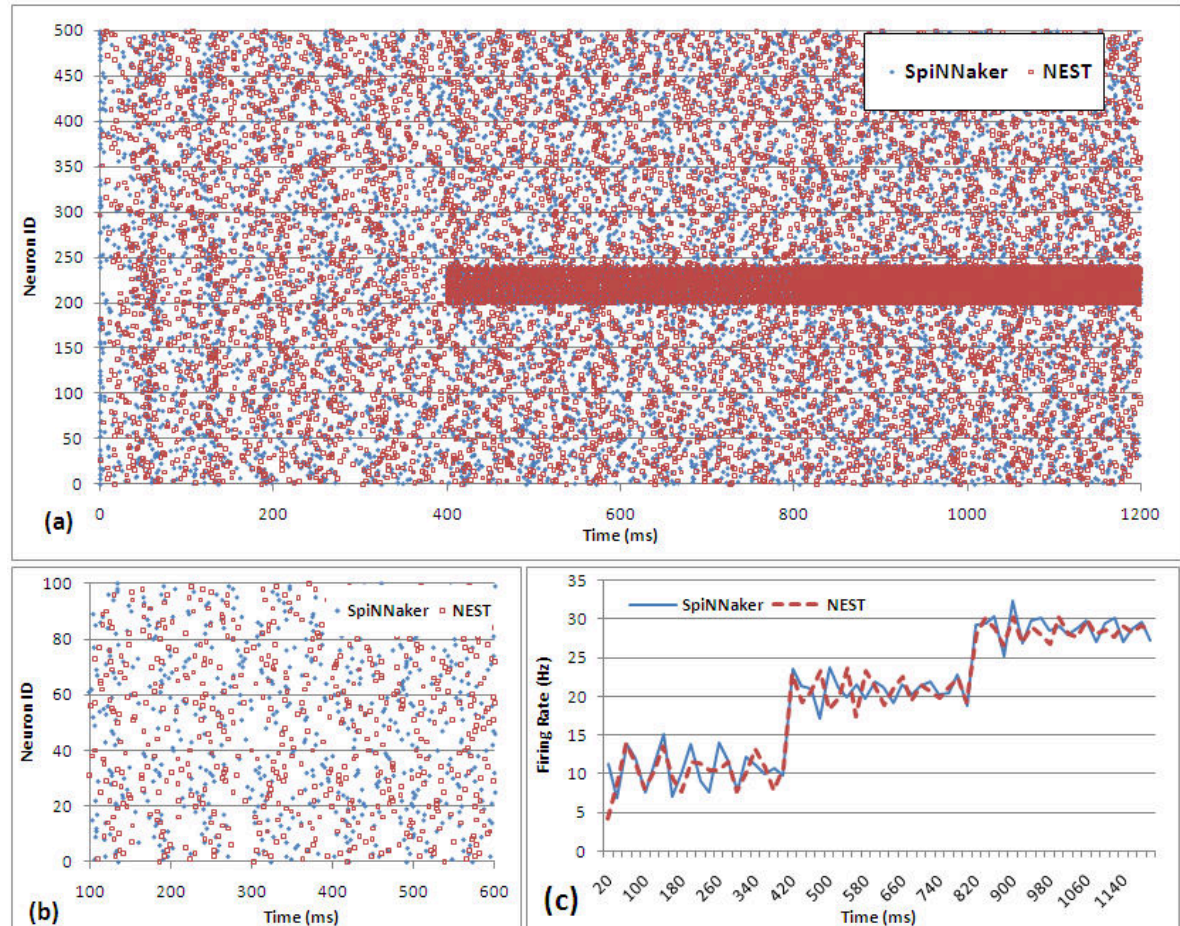 500
450
400
350
300
250
200
150
100
50
0
Neuron ID
SpiNNaker NEST
0 200 400 600 800 1000 1200
Time (ms)
(a)
100
80
60
40
20
0
Neuron ID
SpiNNaker NEST
100 200 300 400 500 600
Time (ms)
(b)
35
30
25
20
15
10
5
0
Firing Rate (Hz)
SpiNNaker NEST
20 100 180 260 340 420 500 580 660 740 820 900 980 1060 1140
Time (ms)
(c)